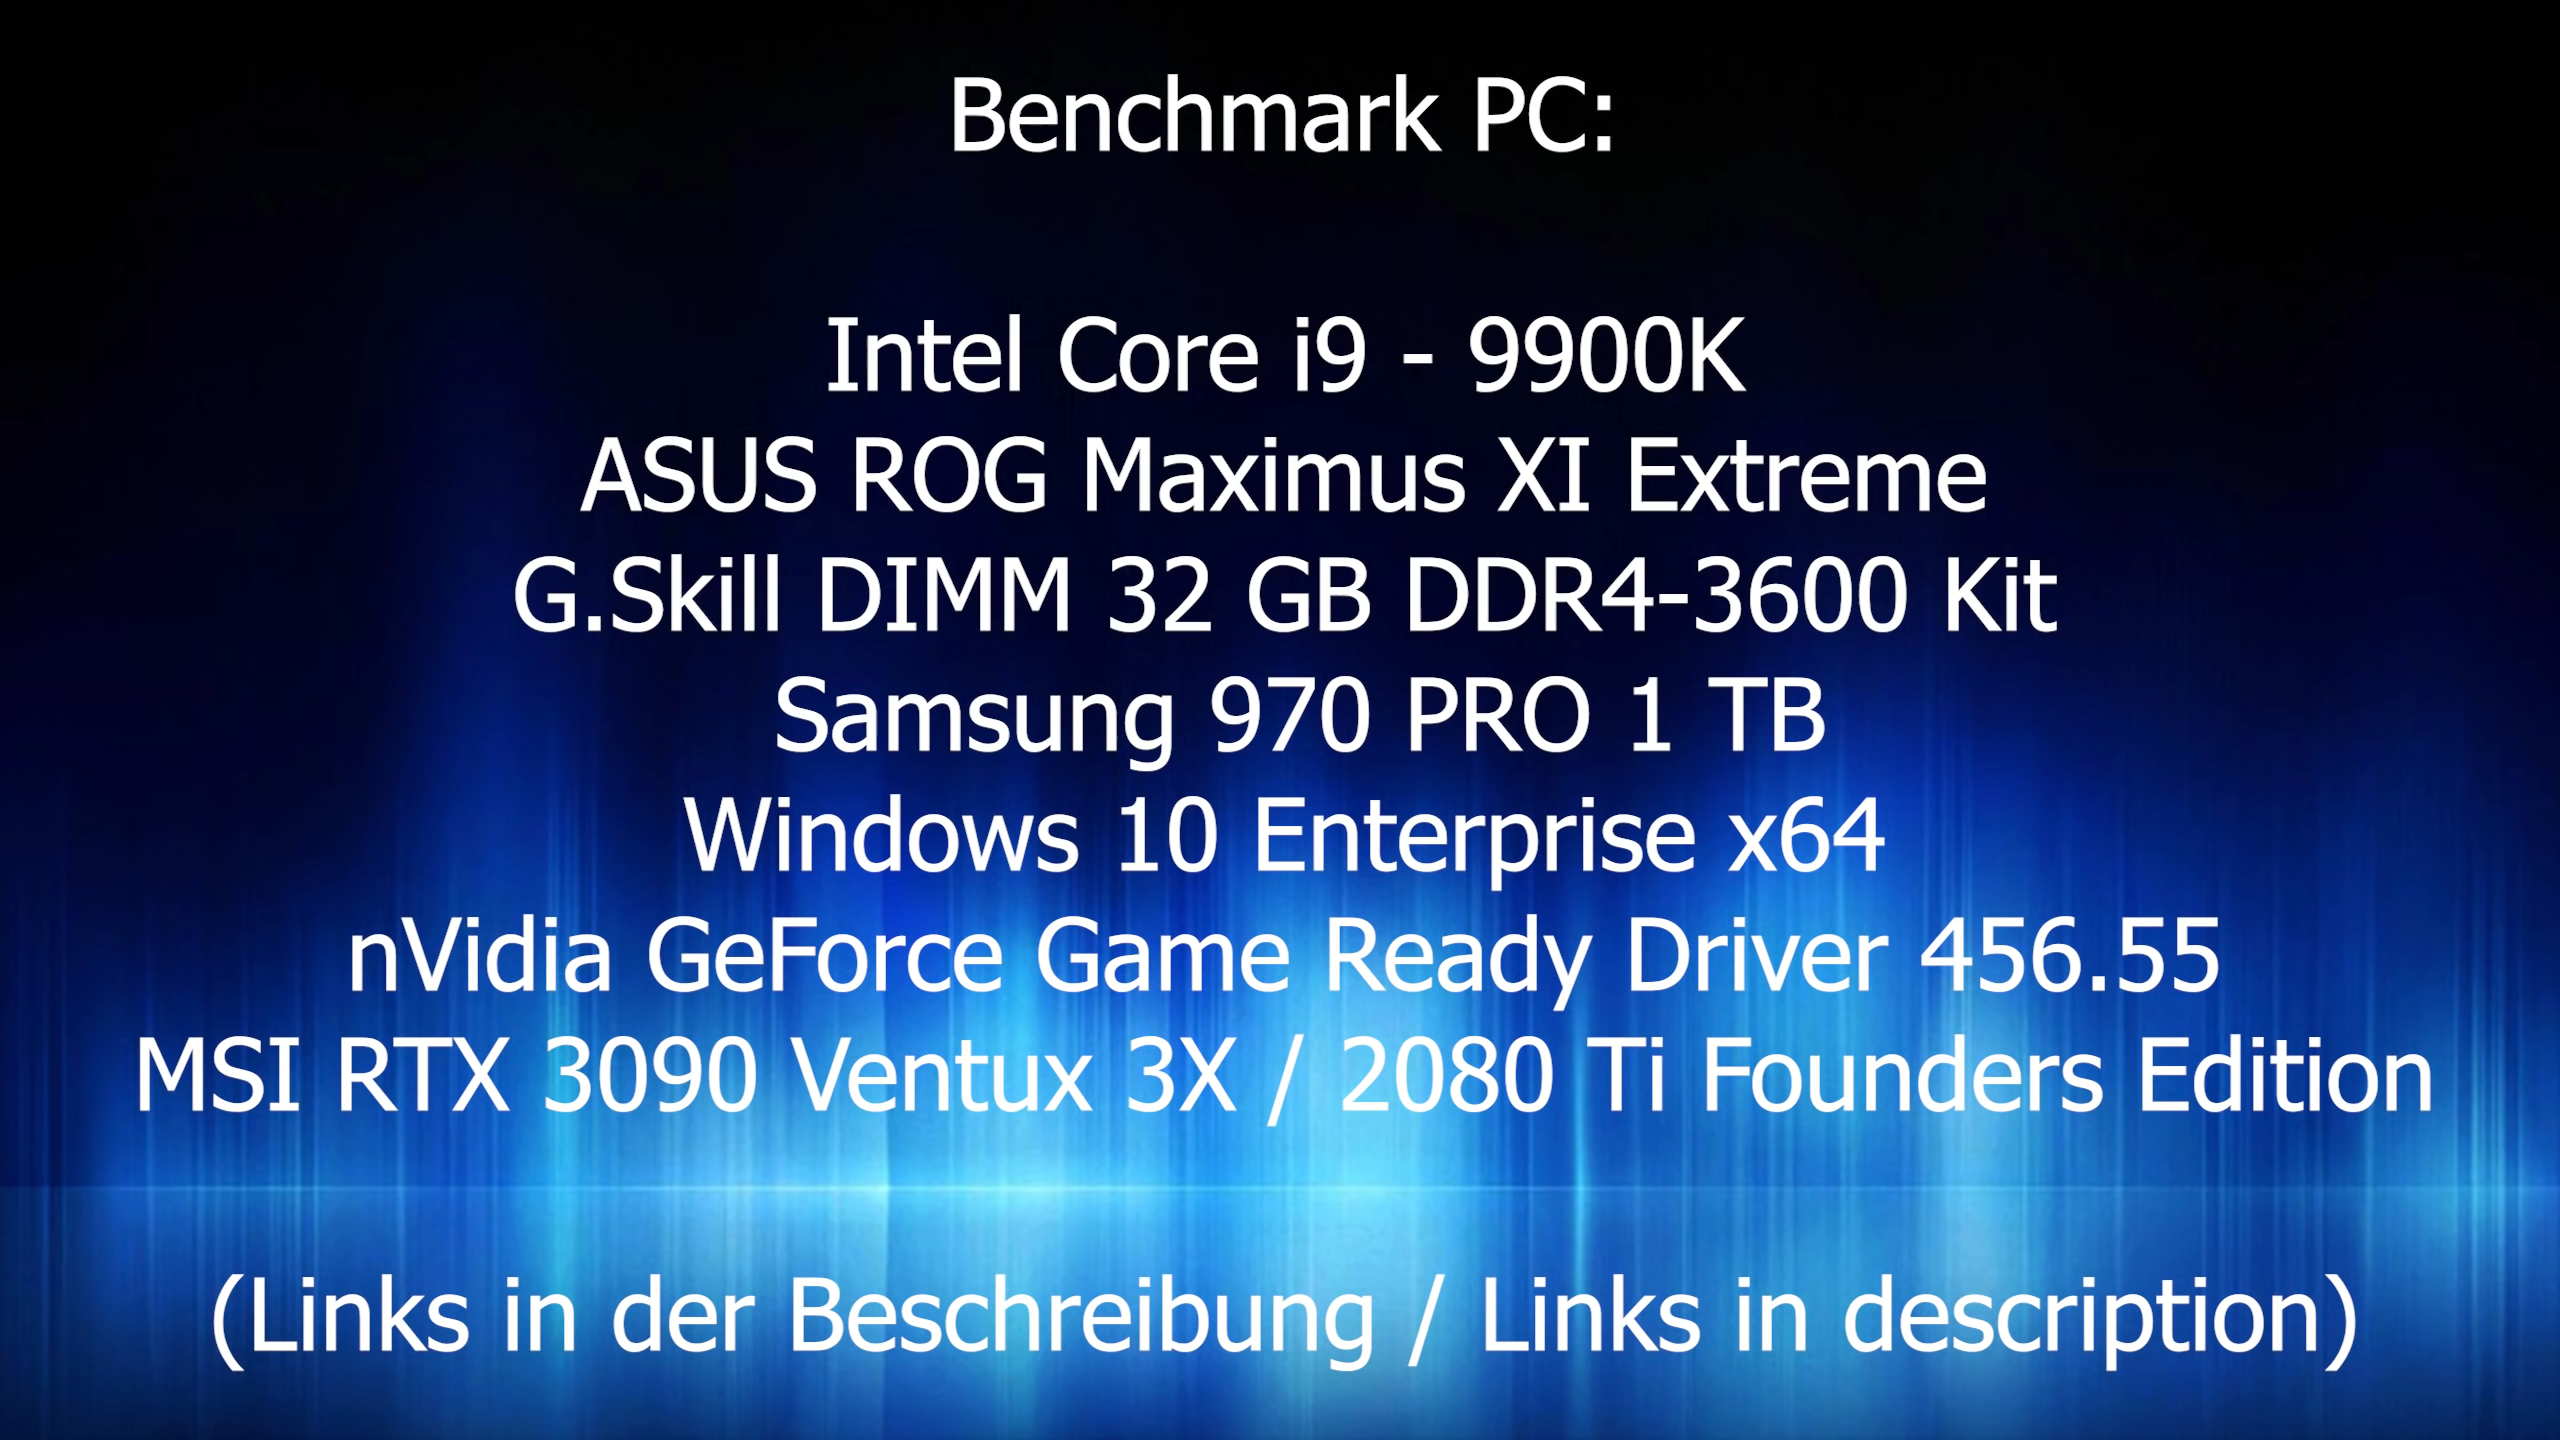 Benchmark PC:
Intel Core i9 - 9900K
ASUS ROG Maximus XI Extreme
G.Skill DIMM 32 GB DDR4-3600 Kit
Samsung 970 PRO 1 TB
Windows 10 Enterprise x64
nVidia GeForce Game Ready Driver 456.55
MSI RTX 3090 Ventux 3X / 2080 Ti Founders Edition
(Links in der Beschreibung / Links in description)